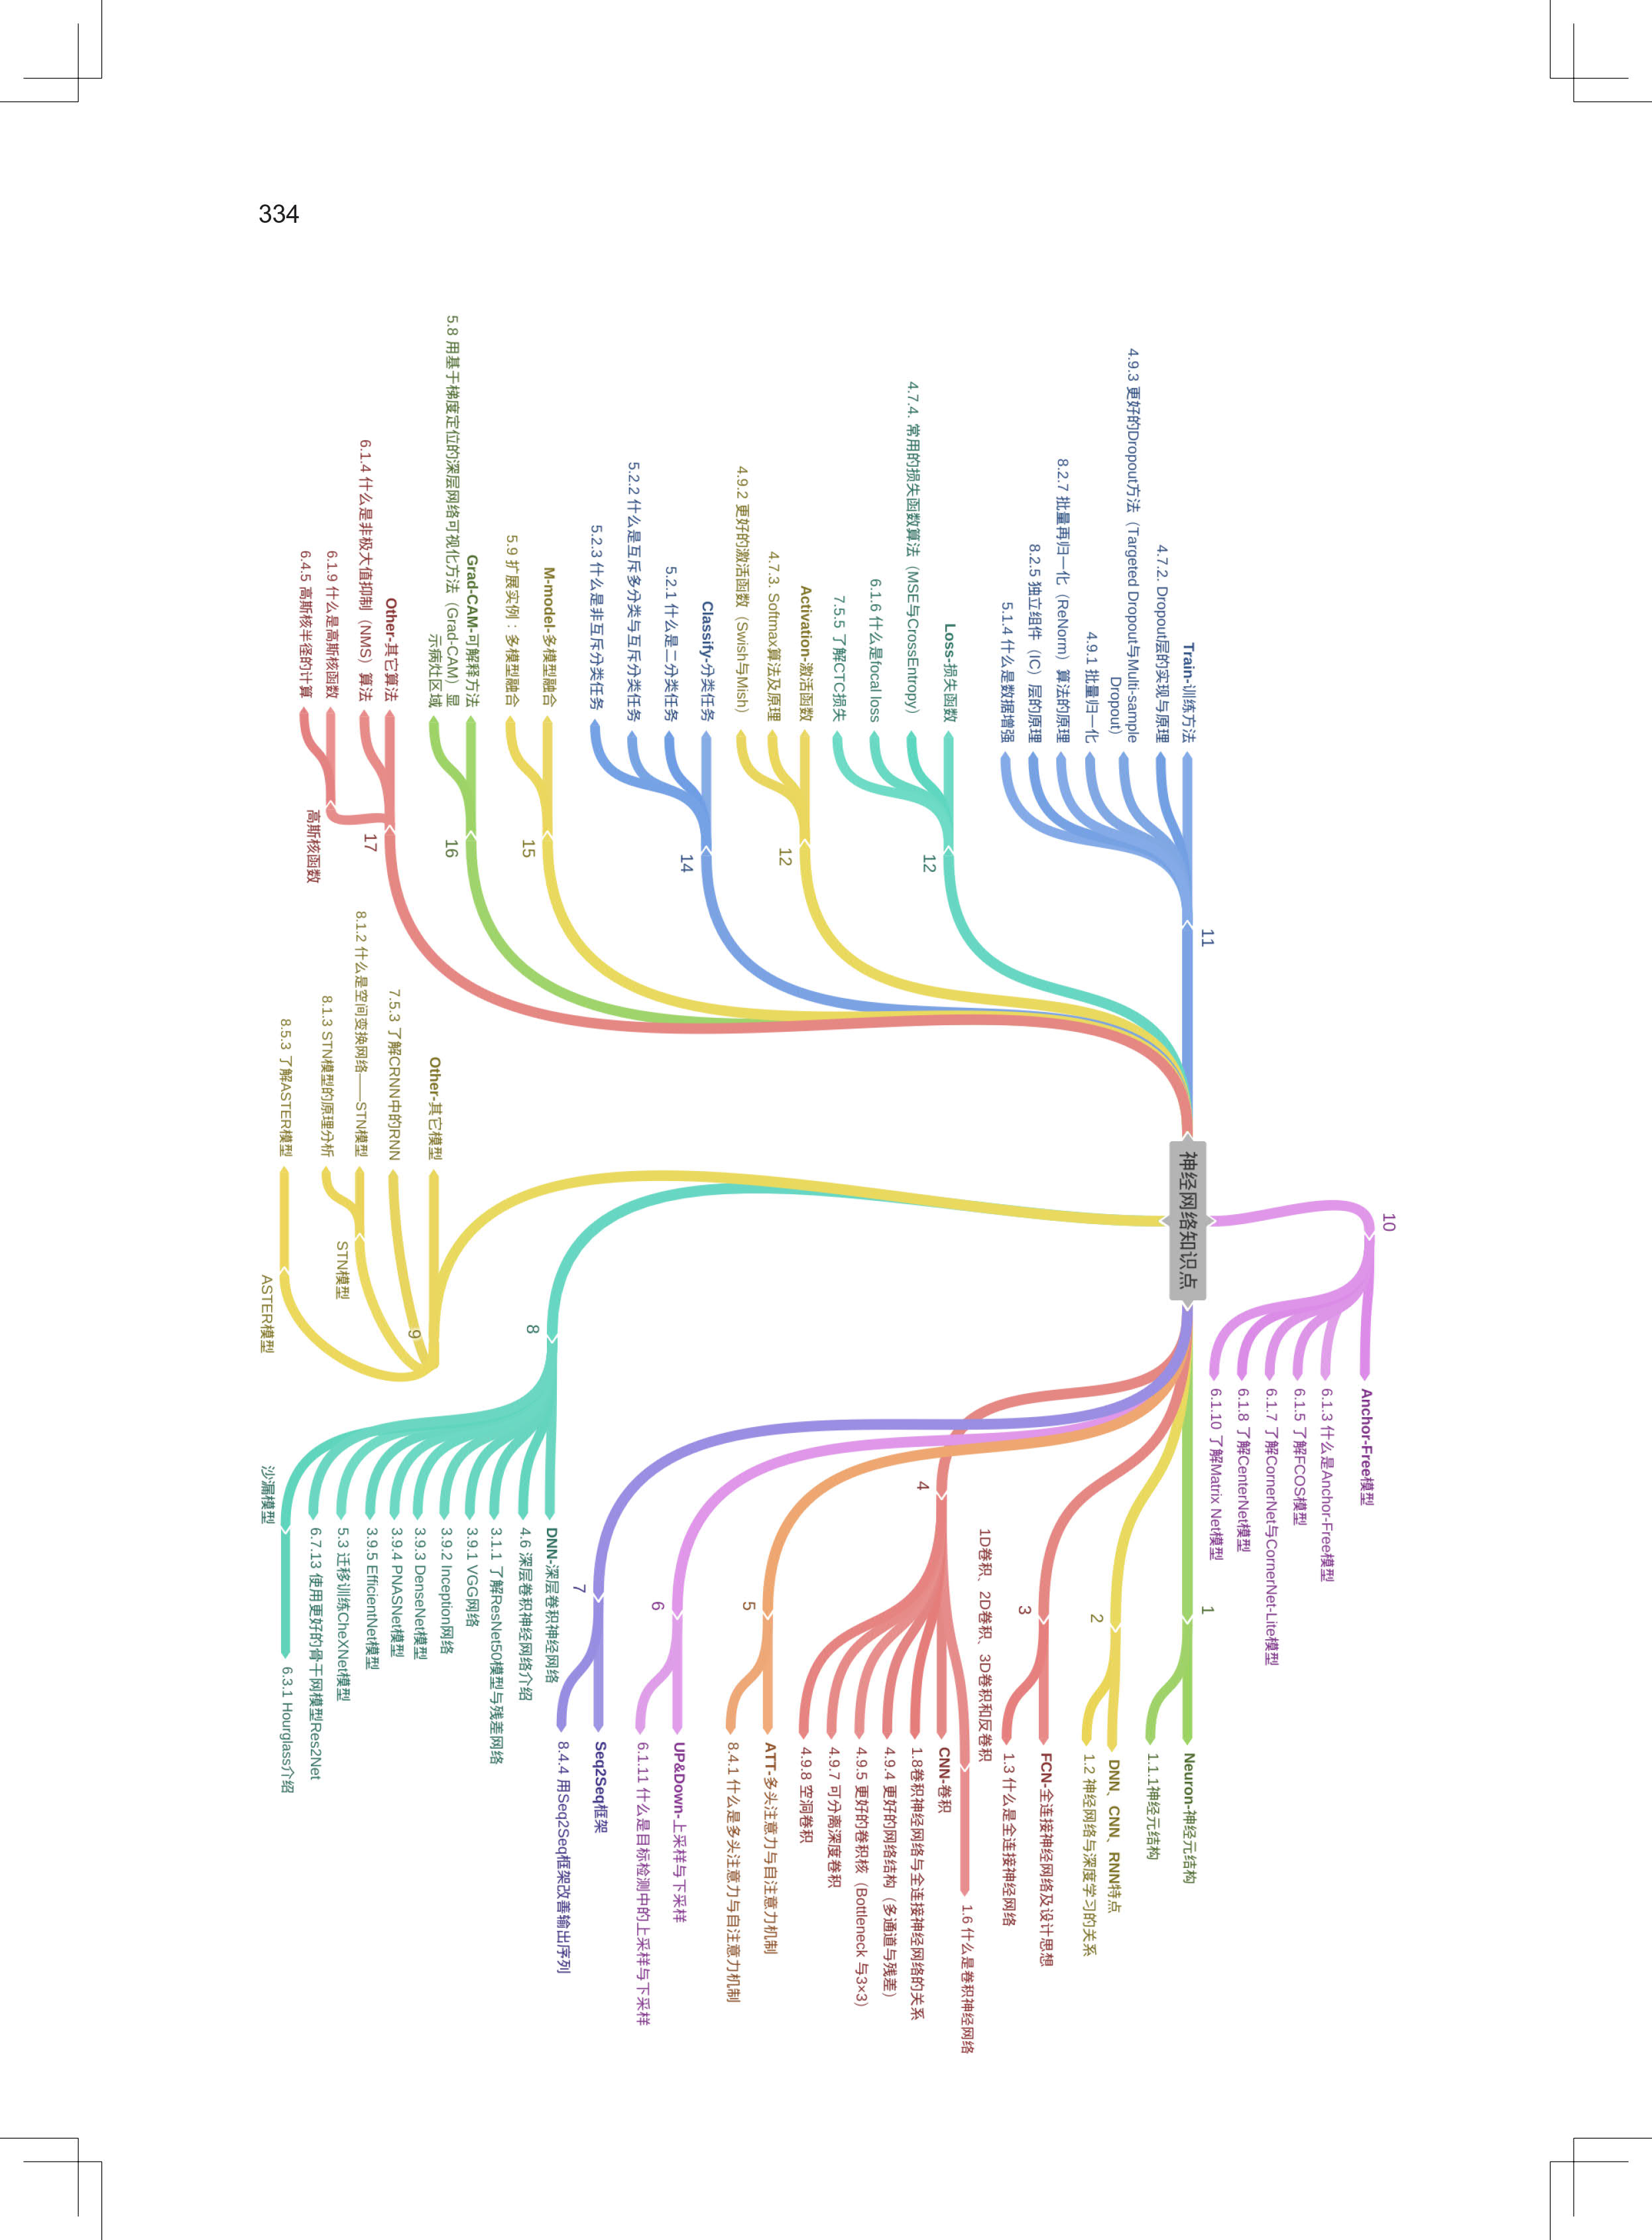 神经网络知识点
10
Anchor-Free模型
6.1.3 什么是Anchor-Free模型
6.1.5 了解FCOS模型
6.1.7 了解CornerNet与CornerNet-Lite模型
6.1.8 了解CenterNet模型
6.1.10 了解Matrix Net模型
1
Neuron-神经元结构
1.1.1神经元结构
2
DNN、CNN、RNN特点
1.2 神经网络与深度学习的关系
3
FCN-全连接神经网络及设计思想
1.3 什么是全连接神经网络
4
1D卷积、2D卷积、3D卷积和反卷积
1.6 什么是卷积神经网络
CNN-卷积
1.8卷积神经网络与全连接神经网络的关系
4.9.4 更好的网络结构（多通道与残差）
4.9.5 更好的卷积核（Bottleneck 与3×3）
4.9.7 可分离深度卷积
4.9.8 空洞卷积
5
ATT-多头注意力与自注意力机制
8.4.1 什么是多头注意力与自注意力机制
6
UP&Down-上采样与下采样
6.1.11 什么是目标检测中的上采样与下采样
7
Seq2Seq框架
8.4.4 用Seq2Seq框架改善输出序列
8
DNN-深层卷积神经网络
4.6 深层卷积神经网络介绍
3.1.1 了解ResNet50模型与残差网络
3.9.1 VGG网络
3.9.2 Inception网络
3.9.3 DenseNet模型
3.9.4 PNASNet模型
3.9.5 EfficientNet模型
5.3 迁移训练CheXNet模型
6.7.13 使用更好的骨干网模型Res2Net
沙漏模型
6.3.1 Hourglass介绍
9
Other-其它模型
7.5.3 了解CRNN中的RNN
STN模型
8.1.2 什么是空间变换网络——STN模型
8.1.3 STN模型的原理分析
ASTER模型
8.5.3 了解ASTER模型
11
Train-训练方法
4.7.2. Dropout层的实现与原理
4.9.3 更好的Dropout方法（Targeted Dropout与Multi-sample
Dropout）
4.9.1 批量归一化
8.2.7 批量再归一化（ReNorm）算法的原理
8.2.5 独立组件（IC）层的原理
5.1.4 什么是数据增强
12
Loss-损失函数
4.7.4. 常用的损失函数算法（MSE与CrossEntropy）
6.1.6 什么是focal loss
7.5.5 了解CTC损失
12
Activation-激活函数
4.7.3. Softmax算法及原理
4.9.2 更好的激活函数（Swish与Mish）
14
Classify-分类任务
5.2.1 什么是二分类任务
5.2.2 什么是互斥多分类与互斥分类任务
5.2.3 什么是非互斥分类任务
15
M-model-多模型融合
5.9 扩展实例：多模型融合
16
Grad-CAM-可解释方法
5.8 用基于梯度定位的深层网络可视化方法（Grad-CAM）显
示病灶区域
17
Other-其它算法
6.1.4 什么是非极大值抑制（NMS）算法
高斯核函数
6.1.9 什么是高斯核函数
6.4.5 高斯核半径的计算
334